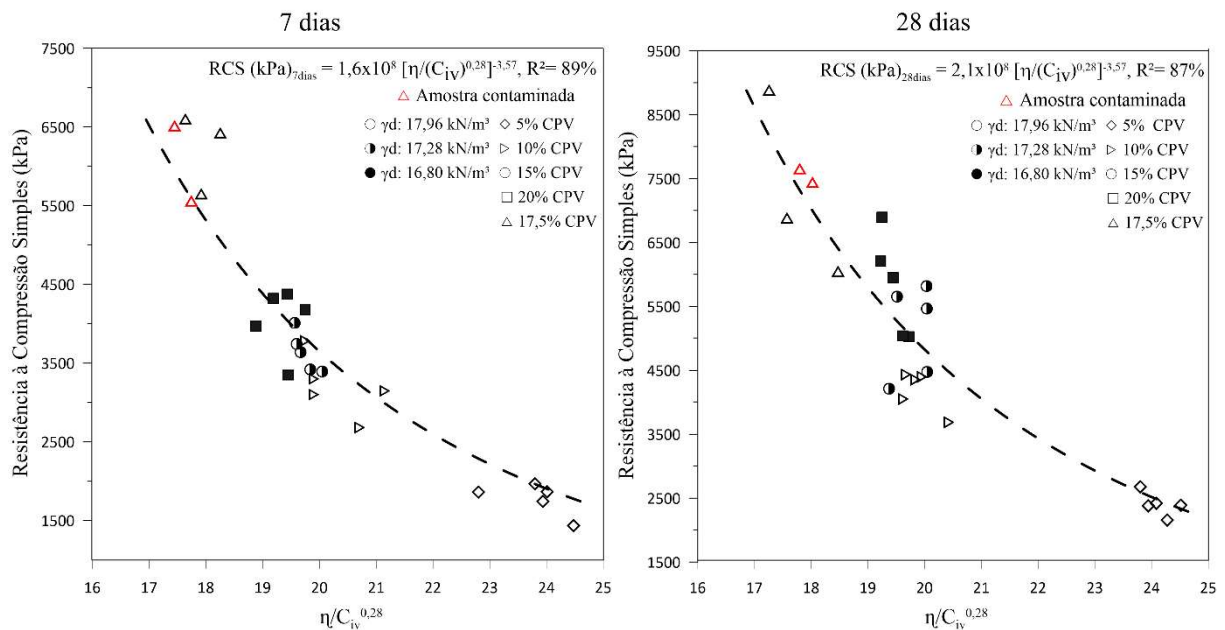 7 dias
RCS (kPa)7dias = 1,6x10⁸ [η/(Civ)^0,28]^-3,57, R²= 89%
Amostra contaminada
γd: 17,96 kN/m³
5% CPV
γd: 17,28 kN/m³
10% CPV
γd: 16,80 kN/m³
15% CPV
20% CPV
17,5% CPV
Resistência à Compressão Simples (kPa)
6500
5500
4500
3500
2500
1500
16 17 18 19 20 21 22 23 24 25
η/Civ^0,28
28 dias
RCS (kPa)28dias = 2,1x10⁸ [η/(Civ)^0,28]^-3,57, R²= 87%
Amostra contaminada
γd: 17,96 kN/m³
5% CPV
γd: 17,28 kN/m³
10% CPV
γd: 16,80 kN/m³
15% CPV
20% CPV
17,5% CPV
Resistência à Compressão Simples (kPa)
9500
8500
7500
6500
5500
4500
3500
2500
1500
16 17 18 19 20 21 22 23 24 25
η/Civ^0,28